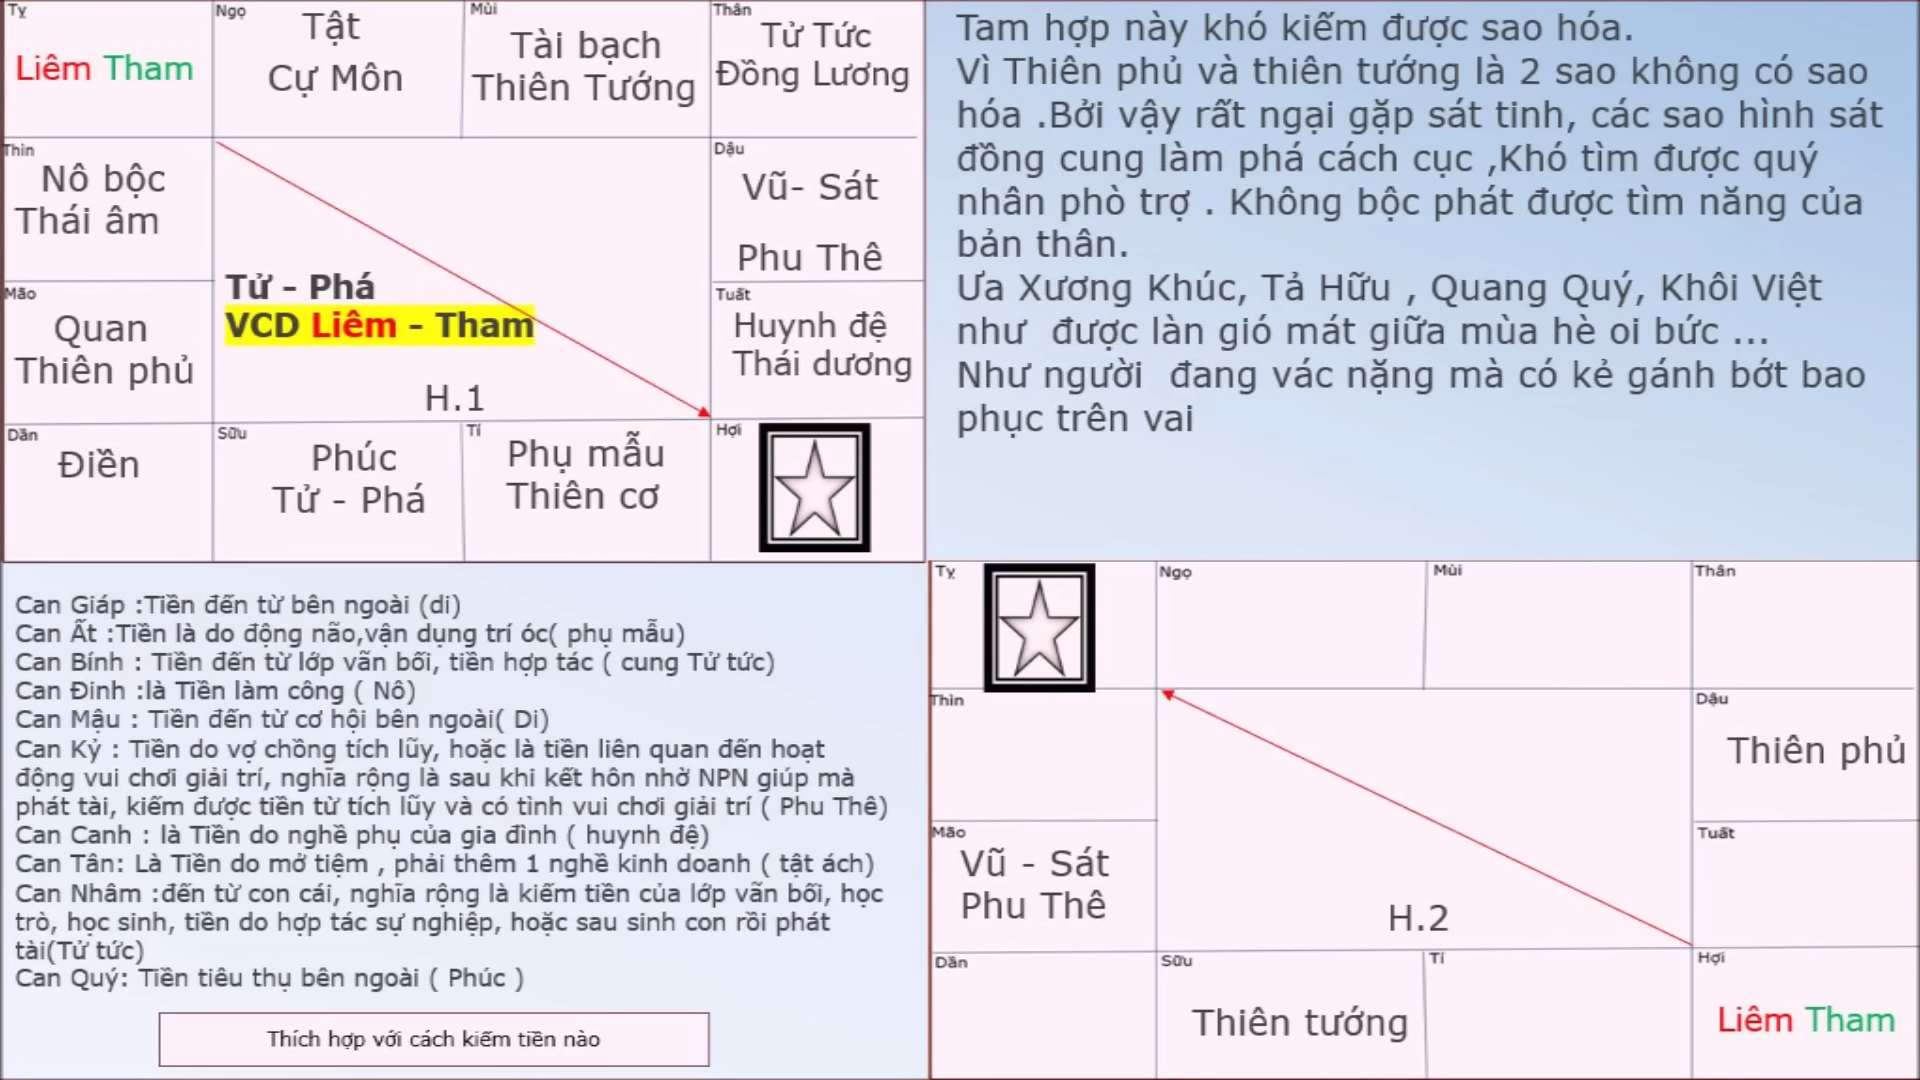 Tỵ
Liêm Tham
Ngọ
Tật
Cự Môn
Mùi
Tài bạch
Thiên Tướng
Thân
Tử Tức
Đồng Lương
Thìn
Nô bộc
Thái âm
Dậu
Vũ- Sát
Phu Thê
Mão
Quan
Thiên phủ
Tử - Phá
VCD Liêm - Tham
H.1
Tuất
Huynh đệ
Thái dương
Dần
Điền
Sữu
Phúc
Tử - Phá
Tí
Phụ mẫu
Thiên cơ
Hợi
Tam hợp này khó kiếm được sao hóa.
Vì Thiên phủ và thiên tướng là 2 sao không có sao
hóa .Bởi vậy rất ngại gặp sát tinh, các sao hình sát
đồng cung làm phá cách cục ,Khó tìm được quý
nhân phò trợ . Không bộc phát được tìm năng của
bản thân.
Ưa Xương Khúc, Tả Hữu , Quang Quý, Khôi Việt
như  được làn gió mát giữa mùa hè oi bức ...
Như người  đang vác nặng mà có kẻ gánh bớt bao
phục trên vai
Can Giáp :Tiền đến từ bên ngoài (di)
Can Ất :Tiền là do động não,vận dụng trí óc( phụ mẫu)
Can Bính : Tiền đến từ lớp vãn bối, tiền hợp tác ( cung Tử tức)
Can Đinh :là Tiền làm công ( Nô)
Can Mậu : Tiền đến từ cơ hội bên ngoài( Di)
Can Kỷ : Tiền do vợ chồng tích lũy, hoặc là tiền liên quan đến hoạt
động vui chơi giải trí, nghĩa rộng là sau khi kết hôn nhờ NPN giúp mà
phát tài, kiếm được tiền từ tích lũy và có tình vui chơi giải trí ( Phu Thê)
Can Canh : là Tiền do nghề phụ của gia đình ( huynh đệ)
Can Tân: Là Tiền do mở tiệm , phải thêm 1 nghề kinh doanh ( tật ách)
Can Nhâm :đến từ con cái, nghĩa rộng là kiếm tiền của lớp vãn bối, học
trò, học sinh, tiền do hợp tác sự nghiệp, hoặc sau sinh con rồi phát
tài(Tử tức)
Can Quý: Tiền tiêu thụ bên ngoài ( Phúc )
Thích hợp với cách kiếm tiền nào
Tỵ
Ngọ
Mùi
Thân
Thìn
Dậu
Thiên phủ
Mão
Vũ - Sát
Phu Thê
H.2
Tuất
Dần
Sữu
Thiên tướng
Tí
Hợi
Liêm Tham